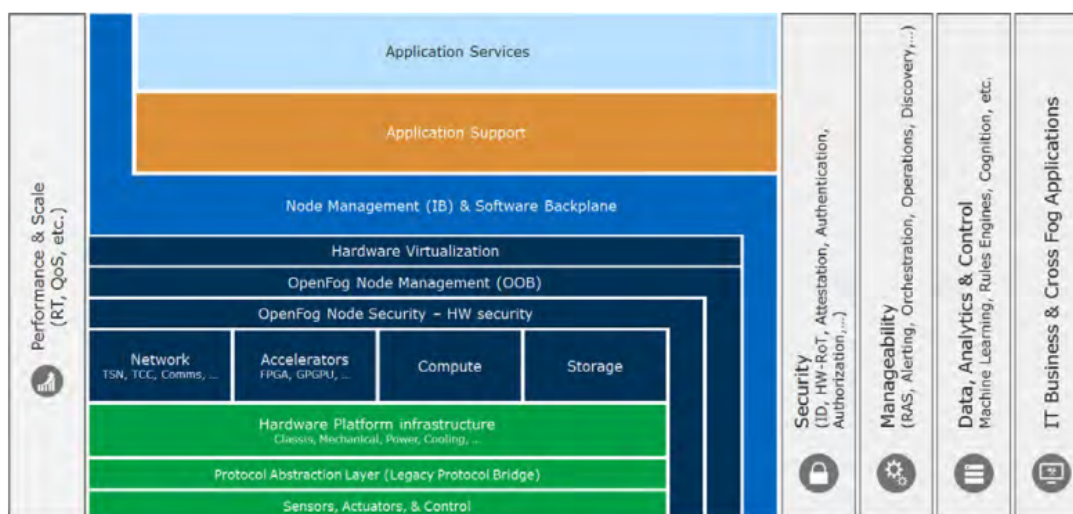 Performance & Scale
(RT, QoS, etc.)
Application Services
Application Support
Node Management (IB) & Software Backplane
Hardware Virtualization
OpenFog Node Management (OOB)
OpenFog Node Security – HW security
Network
TSN, TCC, Comms, ...
Accelerators
FPGA, GPGPU, ...
Compute
Storage
Hardware Platform infrastructure
Classis, Mechanical, Power, Cooling, ...
Protocol Abstraction Layer (Legacy Protocol Bridge)
Sensors, Actuators, & Control
Security
(ID, HW-RoT, Attestation, Authentication,
Authorization,...)
Manageability
(RAS, Alerting, Orchestration, Operations, Discovery,...)
Data, Analytics & Control
Machine Learning, Rules Engines, Cognition, etc.
IT Business & Cross Fog Applications